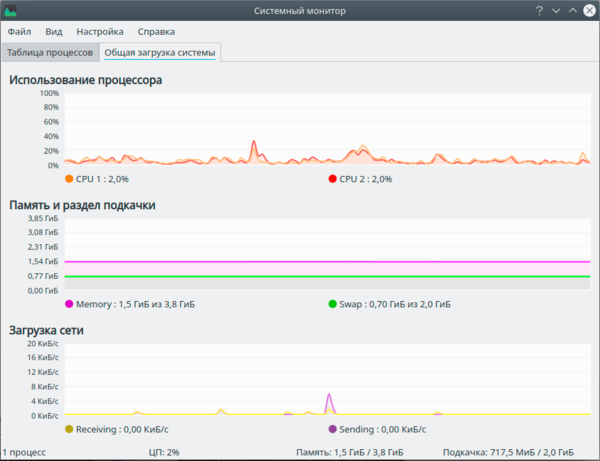 Системный монитор
Файл Вид Настройка Справка
Таблица процессов Общая загрузка системы
Использование процессора
100%
80%
60%
40%
20%
0%
CPU 1 : 2,0% CPU 2 : 2,0%
Память и раздел подкачки
3,85 ГиБ
3,08 ГиБ
2,31 ГиБ
1,54 ГиБ
0,77 ГиБ
0,00 ГиБ
Memory : 1,5 ГиБ из 3,8 ГиБ Swap : 0,70 ГиБ из 2,0 ГиБ
Загрузка сети
20 КиБ/с
16 КиБ/с
12 КиБ/с
8 КиБ/с
4 КиБ/с
0 КиБ/с
Receiving : 0,00 КиБ/с Sending : 0,00 КиБ/с
1 процесс ЦП: 2% Память: 1,5 ГиБ / 3,8 ГиБ Подкачка: 717,5 МиБ / 2,0 ГиБ